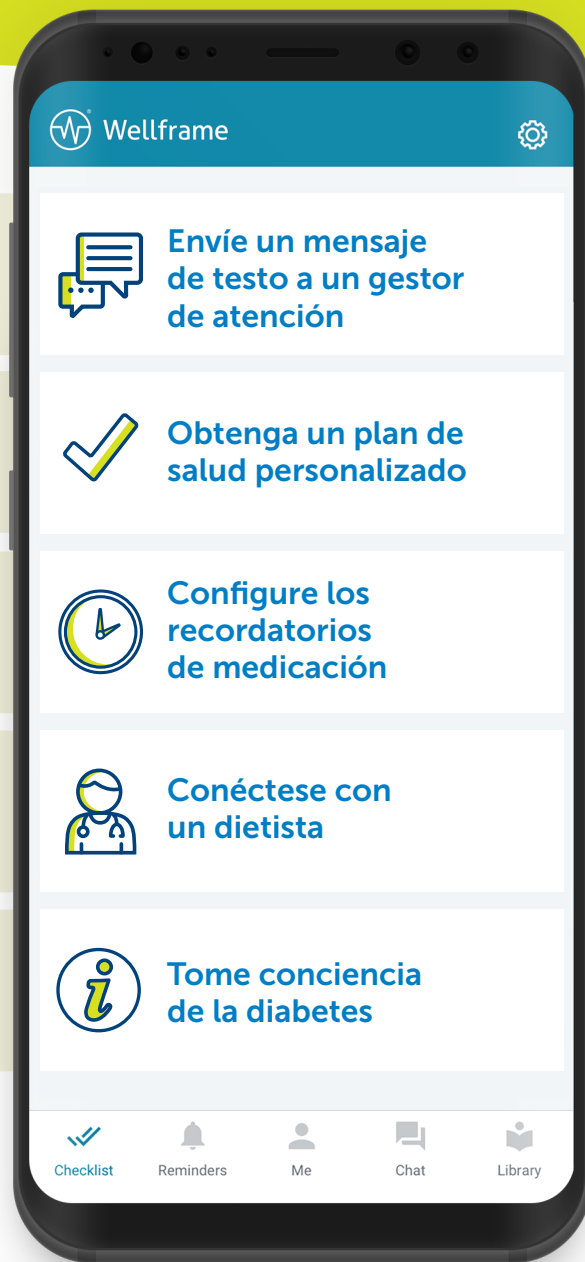 Wellframe
Envíe un mensaje
de testo a un gestor
de atención
Obtenga un plan de
salud personalizado
Configure los
recordatorios
de medicación
Conéctese con
un dietista
Tome conciencia
de la diabetes
Checklist Reminders Me Chat Library